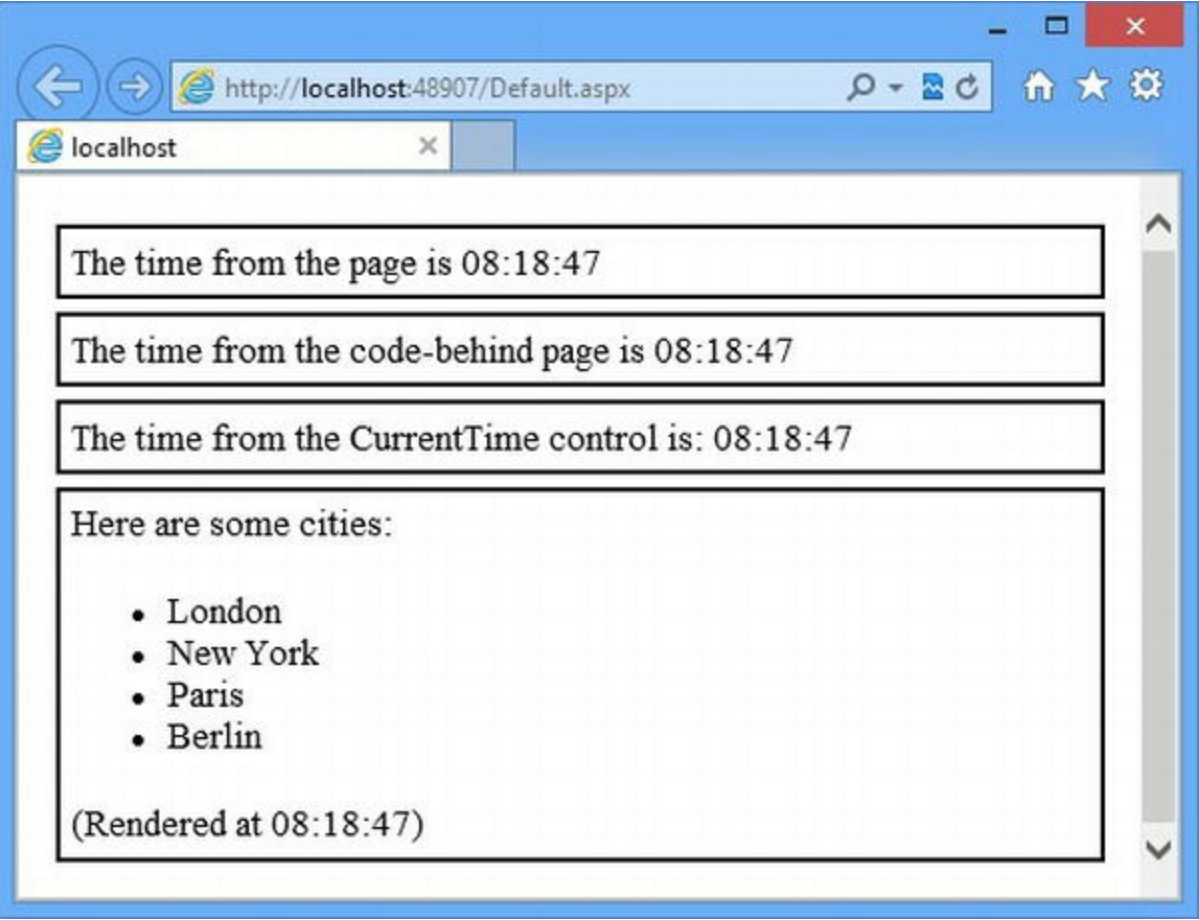 http://localhost:48907/Default.aspx
localhost
The time from the page is 08:18:47
The time from the code-behind page is 08:18:47
The time from the CurrentTime control is: 08:18:47
Here are some cities:
• London
• New York
• Paris
• Berlin
(Rendered at 08:18:47)